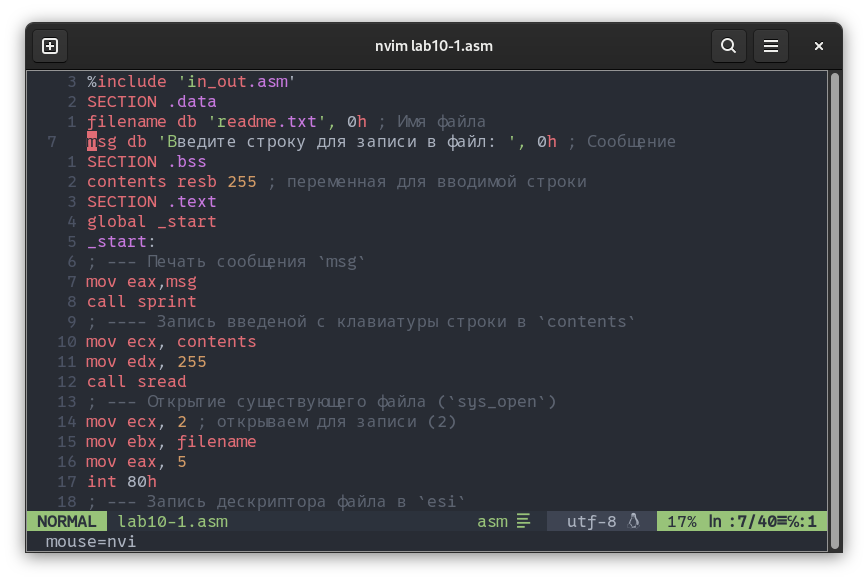 nvim lab10-1.asm
3 %include 'in_out.asm'
2 SECTION .data
1 filename db 'readme.txt', 0h ; Имя файла
7 msg db 'Введите строку для записи в файл: ', 0h ; Сообщение
1 SECTION .bss
2 contents resb 255 ; переменная для вводимой строки
3 SECTION .text
4 global _start
5 _start:
6 ; --- Печать сообщения `msg`
7 mov eax,msg
8 call sprint
9 ; ---- Запись введеной с клавиатуры строки в `contents`
10 mov ecx, contents
11 mov edx, 255
12 call sread
13 ; --- Открытие существующего файла (`sys_open`)
14 mov ecx, 2 ; открываем для записи (2)
15 mov ebx, filename
16 mov eax, 5
17 int 80h
18 ; --- Запись дескриптора файла в `esi`
NORMAL lab10-1.asm asm utf-8 17% ln :7/40≡℅:1
mouse=nvi